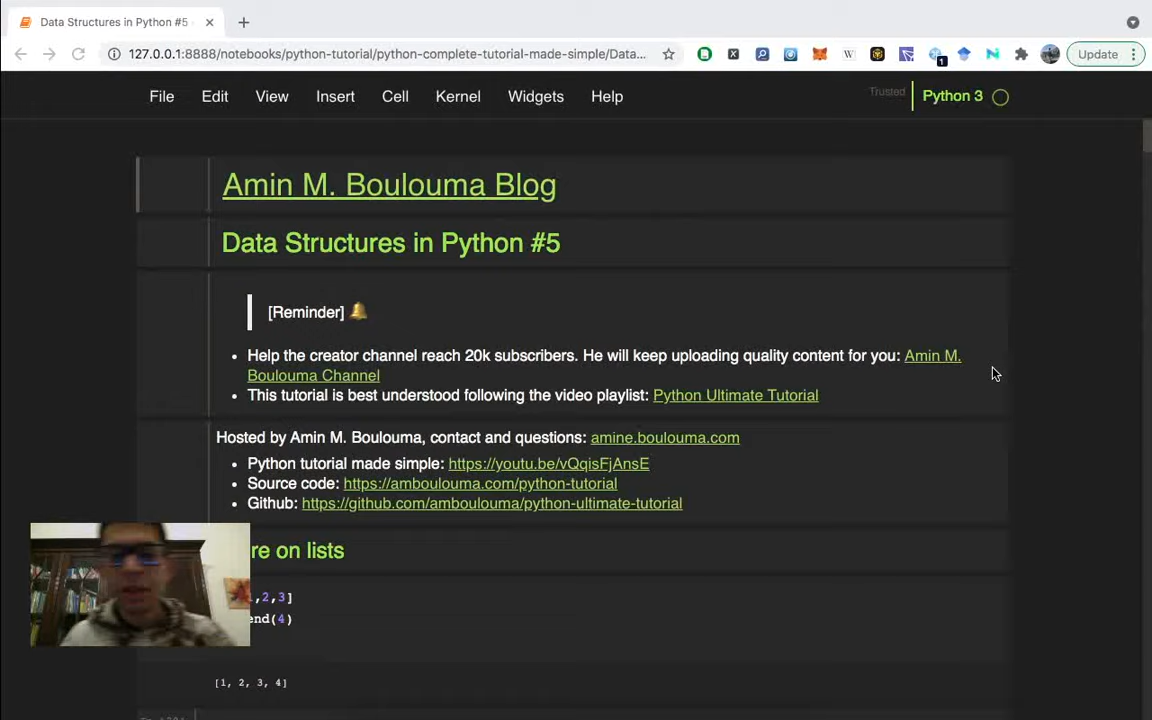 Data Structures in Python #5
127.0.0.1:8888/notebooks/python-tutorial/python-complete-tutorial-made-simple/Data...
1
Update
File Edit View Insert Cell Kernel Widgets Help
Trusted
Python 3
Amin M. Boulouma Blog
Data Structures in Python #5
[Reminder] 🔔
• Help the creator channel reach 20k subscribers. He will keep uploading quality content for you: Amin M.
Boulouma Channel
• This tutorial is best understood following the video playlist: Python Ultimate Tutorial
Hosted by Amin M. Boulouma, contact and questions: amine.boulouma.com
• Python tutorial made simple: https://youtu.be/vQqisFjAnsE
• Source code: https://amboulouma.com/python-tutorial
• Github: https://github.com/amboulouma/python-ultimate-tutorial
re on lists
,2,3]
end(4)
[1, 2, 3, 4]